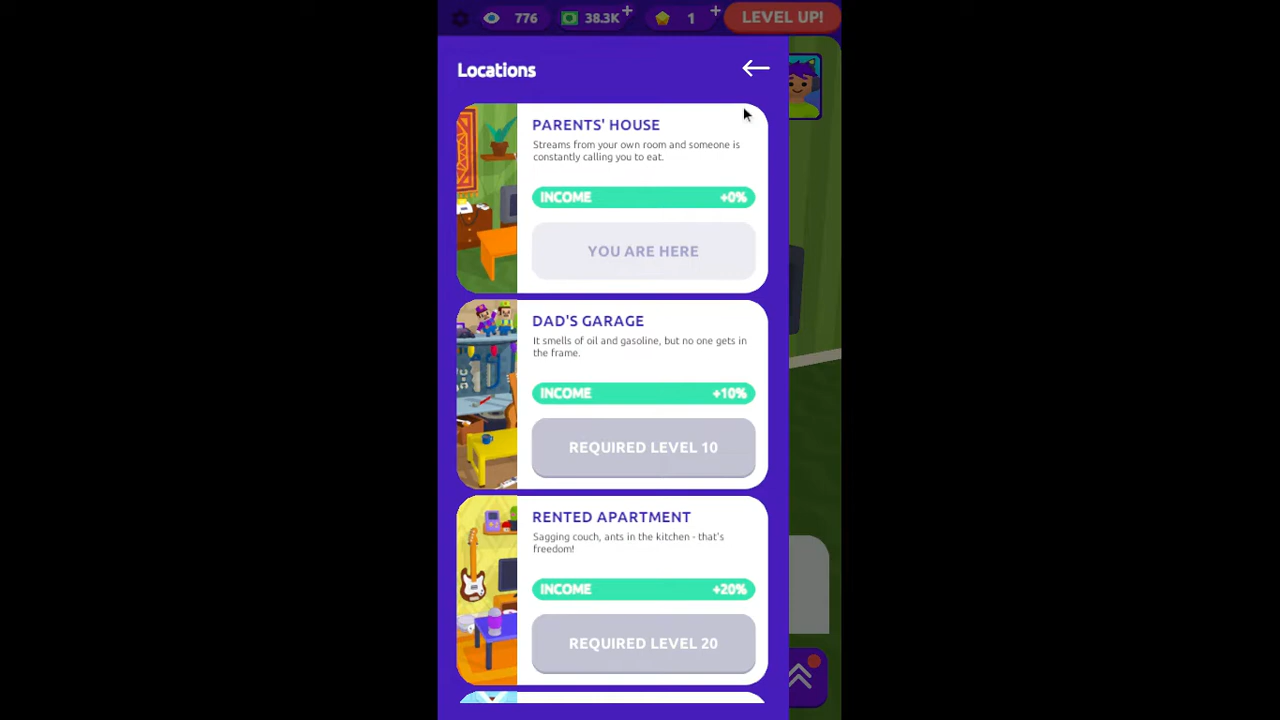 776
38.3K
+
1
+
LEVEL UP!
Locations
PARENTS' HOUSE
Streams from your own room and someone is
constantly calling you to eat.
INCOME +0%
YOU ARE HERE
DAD'S GARAGE
It smells of oil and gasoline, but no one gets in
the frame.
INCOME +10%
REQUIRED LEVEL 10
RENTED APARTMENT
Sagging couch, ants in the kitchen - that's
freedom!
INCOME +20%
REQUIRED LEVEL 20